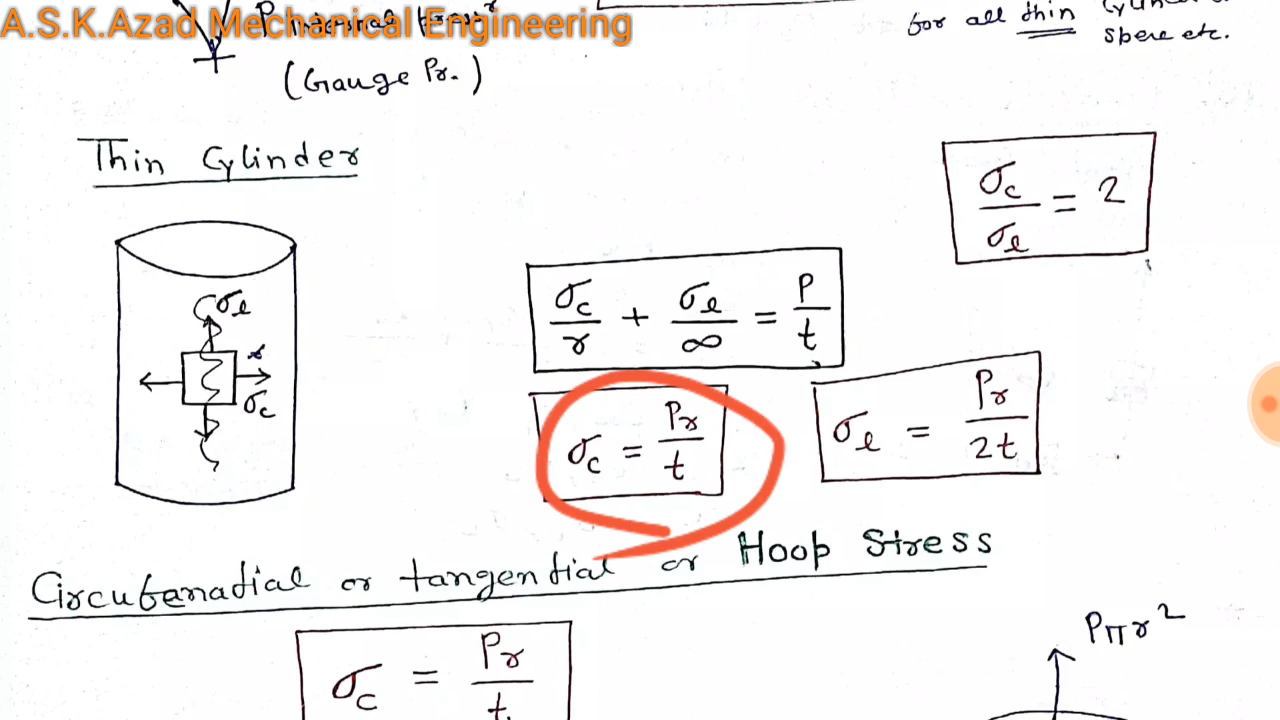 A.S.K.Azad Mechanical Engineering
for all thin
spere etc.
(Gauge Pr.)
Thin Cylinder
σc/σl = 2
σl
σc
σc/r + σl/∞ = P/t
σc = Pr/t
σl = Pr/2t
Circufenatial or tangential or Hoop Stress
σc = Pr/t
Pπr²